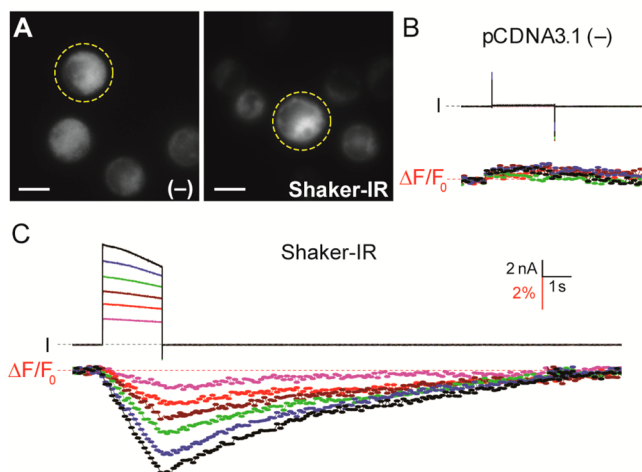 A
(–)
Shaker-IR
B
pCDNA3.1 (–)
I
ΔF/F₀
C
Shaker-IR
2 nA
2%
1s
I
ΔF/F₀